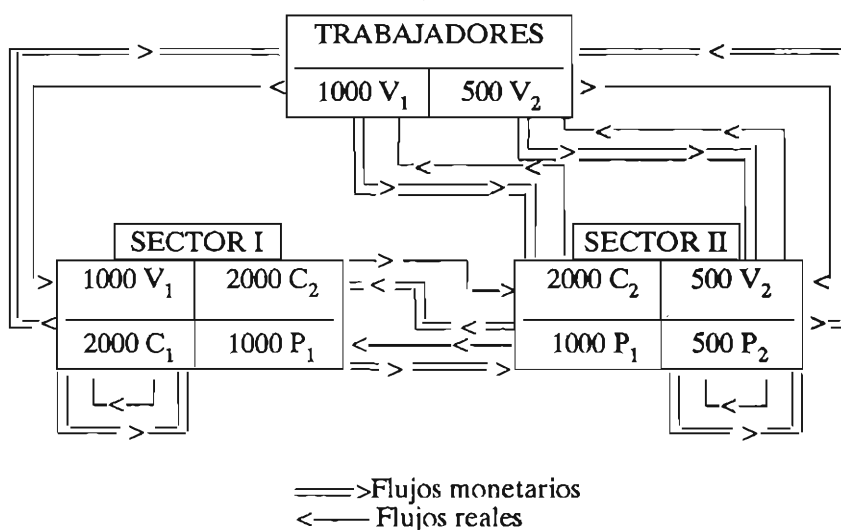 TRABAJADORES
1000 V₁ 500 V₂
SECTOR I SECTOR II
1000 V₁ 2000 C₂ 2000 C₂ 500 V₂
2000 C₁ 1000 P₁ 1000 P₁ 500 P₂
Flujos monetarios
Flujos reales